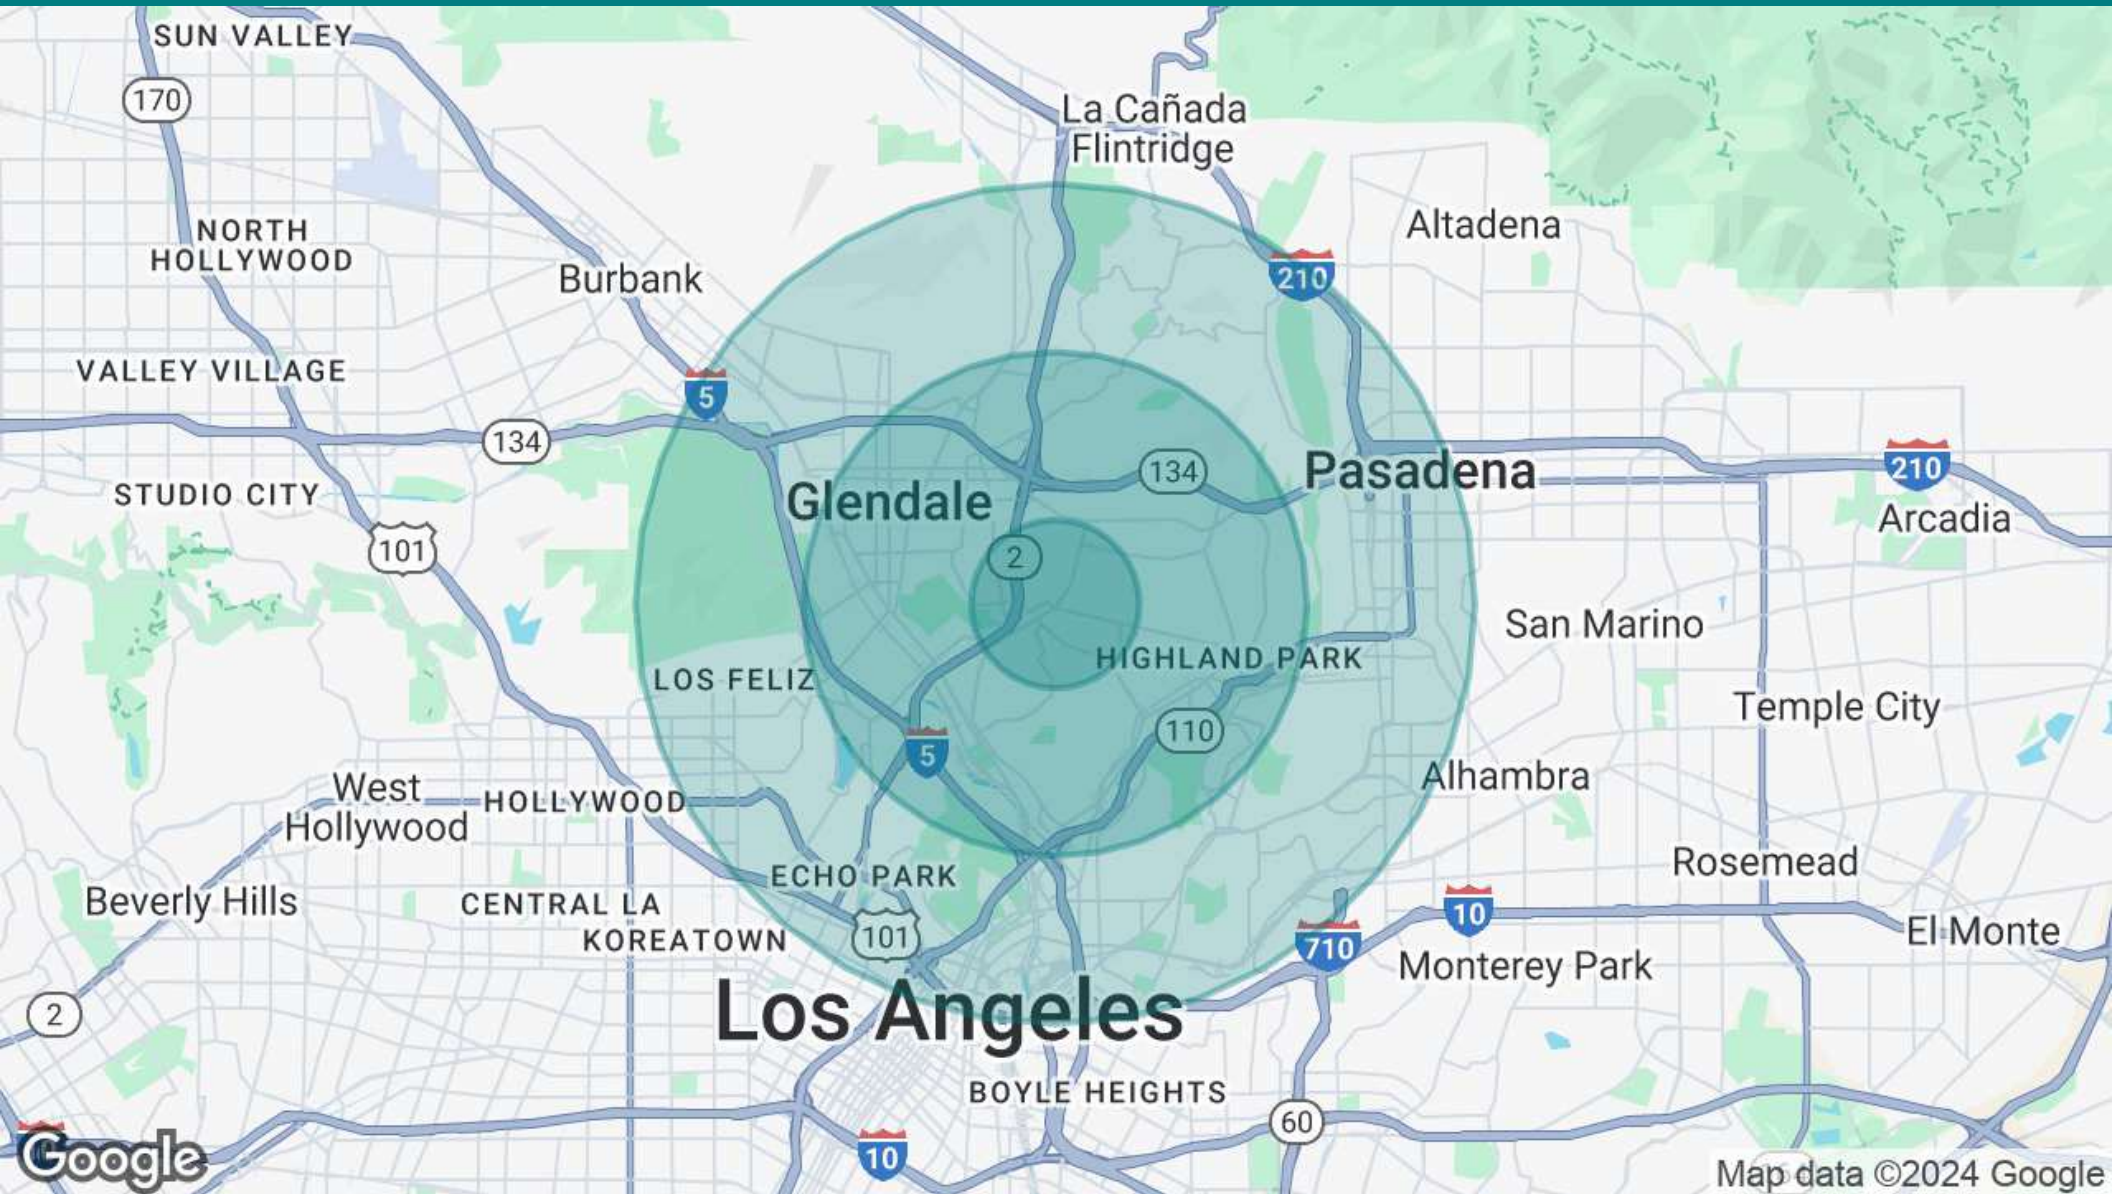 SUN VALLEY
170
La Cañada
Flintridge
NORTH
HOLLYWOOD
Altadena
Burbank
210
VALLEY VILLAGE
5
134
134
Pasadena
210
STUDIO CITY
Glendale
Arcadia
101
2
San Marino
HIGHLAND PARK
LOS FELIZ
Temple City
110
5
Alhambra
West
Hollywood
HOLLYWOOD
Rosemead
ECHO PARK
Beverly Hills
CENTRAL LA
10
KOREATOWN
101
710
El Monte
Monterey Park
2
Los Angeles
BOYLE HEIGHTS
60
10
Google
Map data ©2024 Google